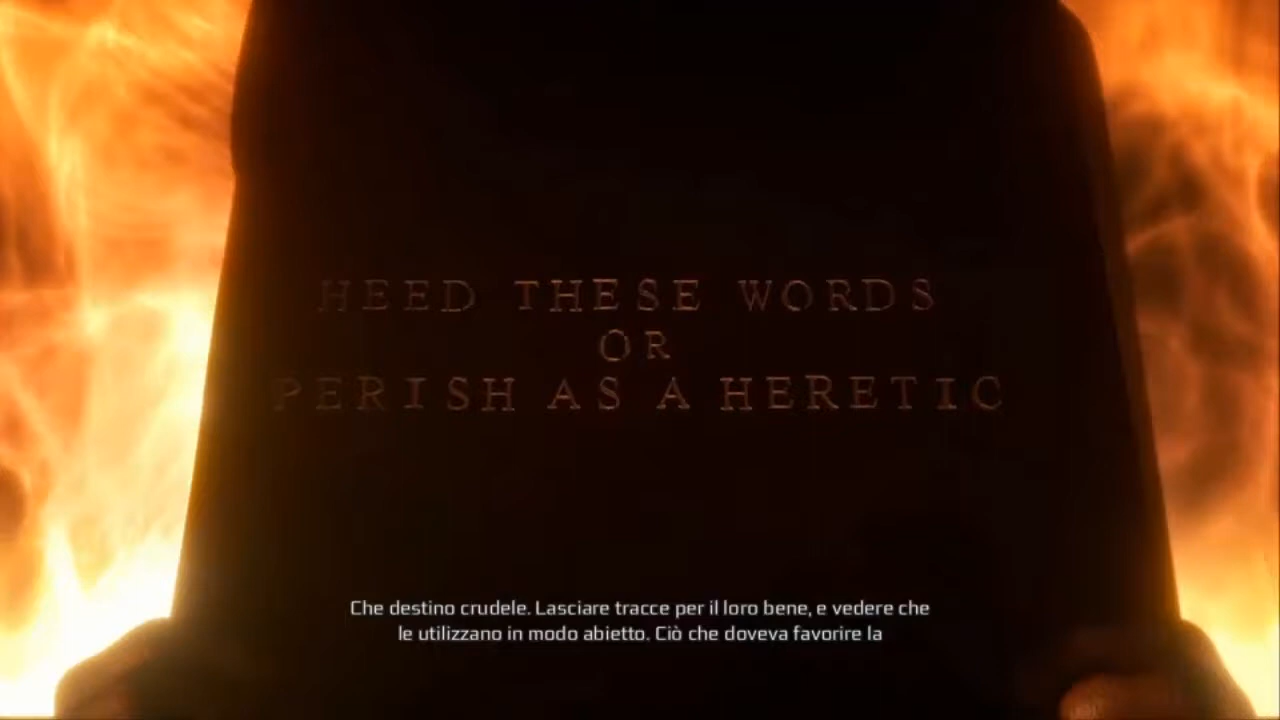 HEED THESE WORDS
OR
PERISH AS A HERETIC
Che destino crudele. Lasciare tracce per il loro bene, e vedere che
le utilizzano in modo abietto. Ciò che doveva favorire la